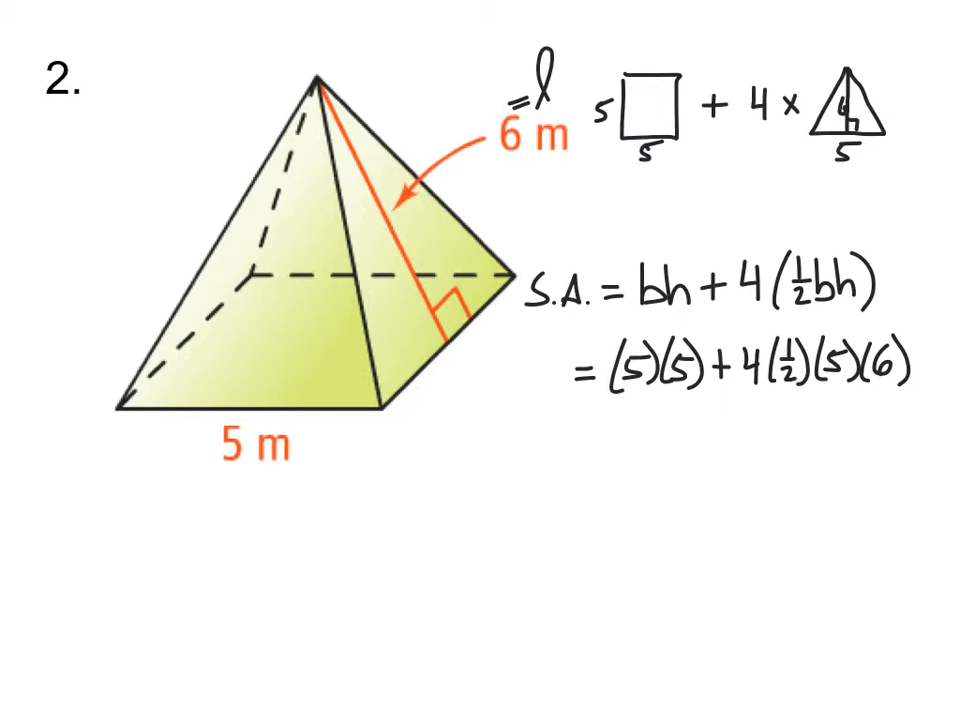 2.
= l
6 m
5 5 + 4 × 6 5
S.A. = bh + 4 (½bh)
= (5)(5) + 4(½)(5)(6)
5 m